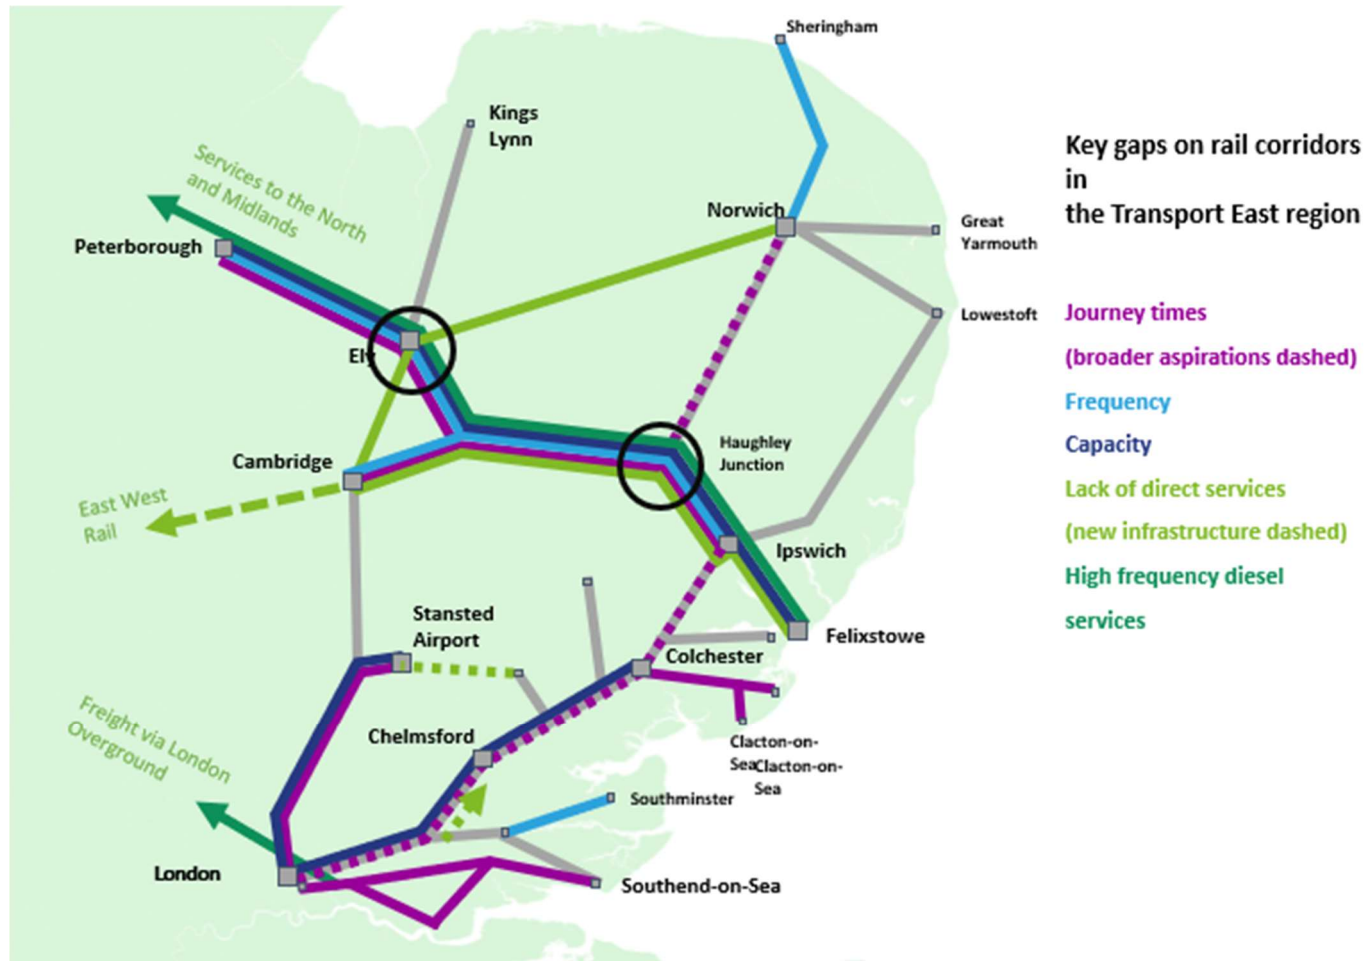 Sheringham
Kings
Lynn
Services to the North
and Midlands
Norwich
Great
Yarmouth
Peterborough
Lowestoft
Ely
Haughley
Junction
Cambridge
East West
Rail
Ipswich
Stansted
Airport
Felixstowe
Colchester
Freight via London
Overground
Chelmsford
Clacton-on-
Sea
Clacton-on-
Sea
Southminster
London
Southend-on-Sea
Key gaps on rail corridors
in
the Transport East region
Journey times
(broader aspirations dashed)
Frequency
Capacity
Lack of direct services
(new infrastructure dashed)
High frequency diesel
services